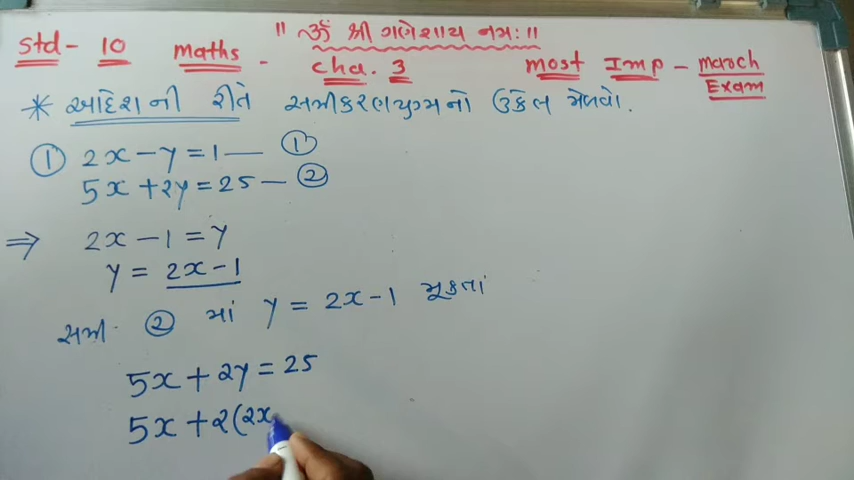 ॥ ૐ શ્રી ગણેશાય નમઃ ॥
Std - 10 Maths - Cha. 3 most Imp - march Exam
* આદેશની રીતે સમીકરણયુગ્મનો ઉકેલ મેળવો.
① 2x - y = 1 — ①
5x + 2y = 25 — ②
⇒ 2x - 1 = y
y = 2x - 1
સમી. ② માં y = 2x - 1 મૂકતાં
5x + 2y = 25
5x + 2(2x